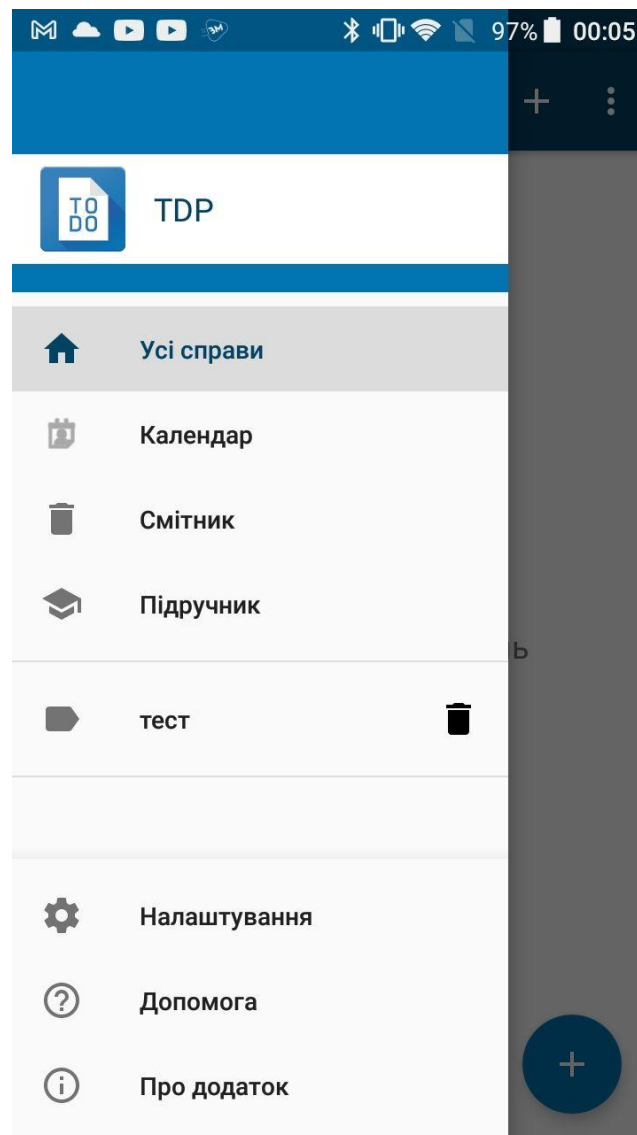 97% 00:05
TO
DO
TDP
Усі справи
Календар
Смітник
Підручник
ь
тест
Налаштування
Допомога
Про додаток